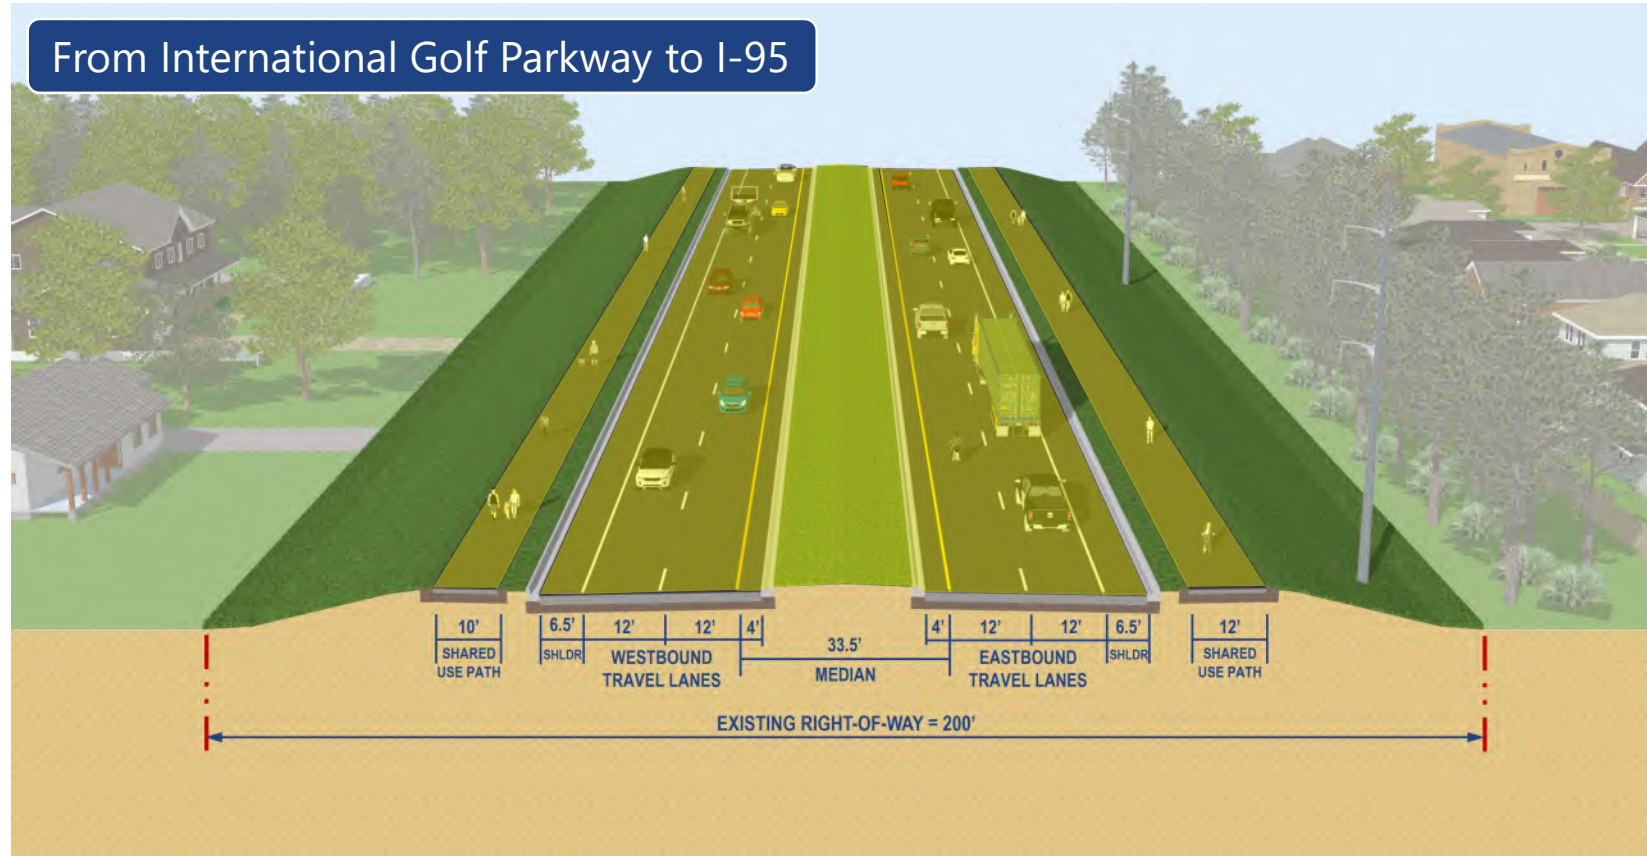 From International Golf Parkway to I-95
10' 6.5' 12' 12' 4' 33.5' 4' 12' 12' 6.5' 12'
SHARED
USE PATH
SHLDR
WESTBOUND
TRAVEL LANES
MEDIAN
EASTBOUND
TRAVEL LANES
SHLDR
SHARED
USE PATH
EXISTING RIGHT-OF-WAY = 200'